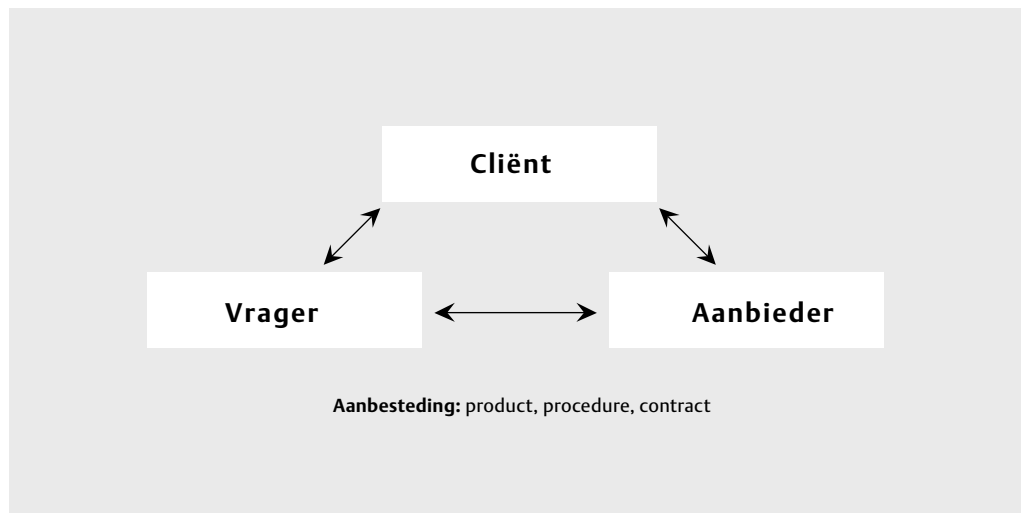 Cliënt
Vrager
Aanbieder
Aanbesteding: product, procedure, contract